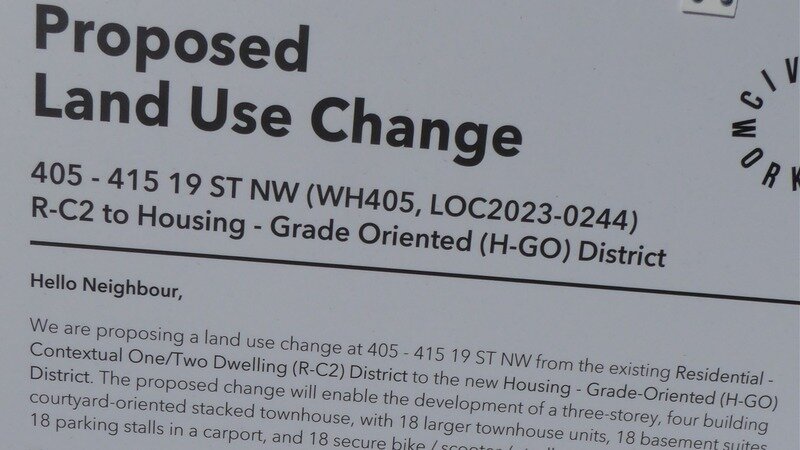 Proposed
Land Use Change
405 - 415 19 ST NW (WH405, LOC2023-0244)
R-C2 to Housing - Grade Oriented (H-GO) District
Hello Neighbour,
We are proposing a land use change at 405 - 415 19 ST NW from the existing Residential -
Contextual One/Two Dwelling (R-C2) District to the new Housing - Grade-Oriented (H-GO)
District. The proposed change will enable the development of a three-storey, four building
courtyard-oriented stacked townhouse, with 18 larger townhouse units, 18 basement suites
18 parking stalls in a carport, and 18 secure bike / scooter /
CIV
WORK